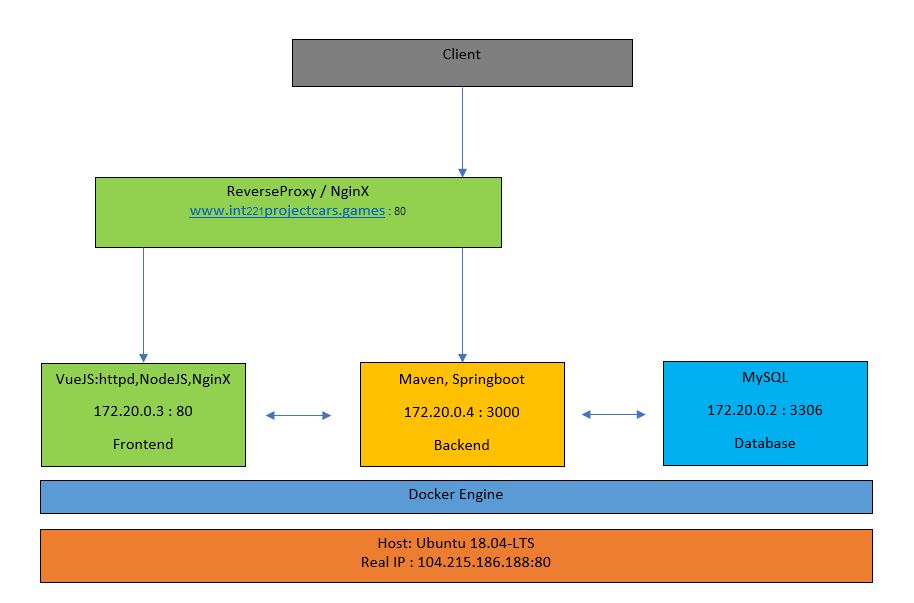 Client
ReverseProxy / NginX
www.int221projectcars.games : 80
VueJS:httpd,NodeJS,NginX
172.20.0.3 : 80
Frontend
Maven, Springboot
172.20.0.4 : 3000
Backend
MySQL
172.20.0.2 : 3306
Database
Docker Engine
Host: Ubuntu 18.04-LTS
Real IP : 104.215.186.188:80